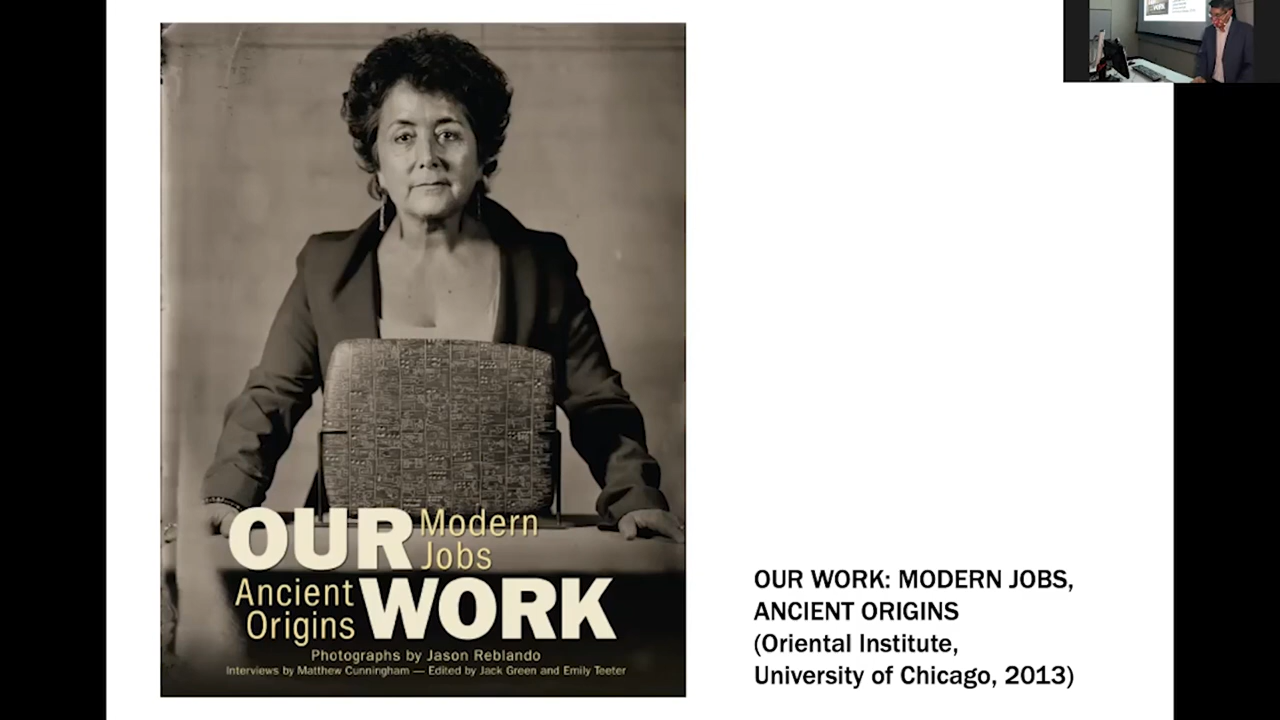 OUR Modern
Jobs
Ancient
Origins WORK
Photographs by Jason Reblando
Interviews by Matthew Cunningham — Edited by Jack Green and Emily Teeter
OUR WORK: MODERN JOBS,
ANCIENT ORIGINS
(Oriental Institute,
University of Chicago, 2013)